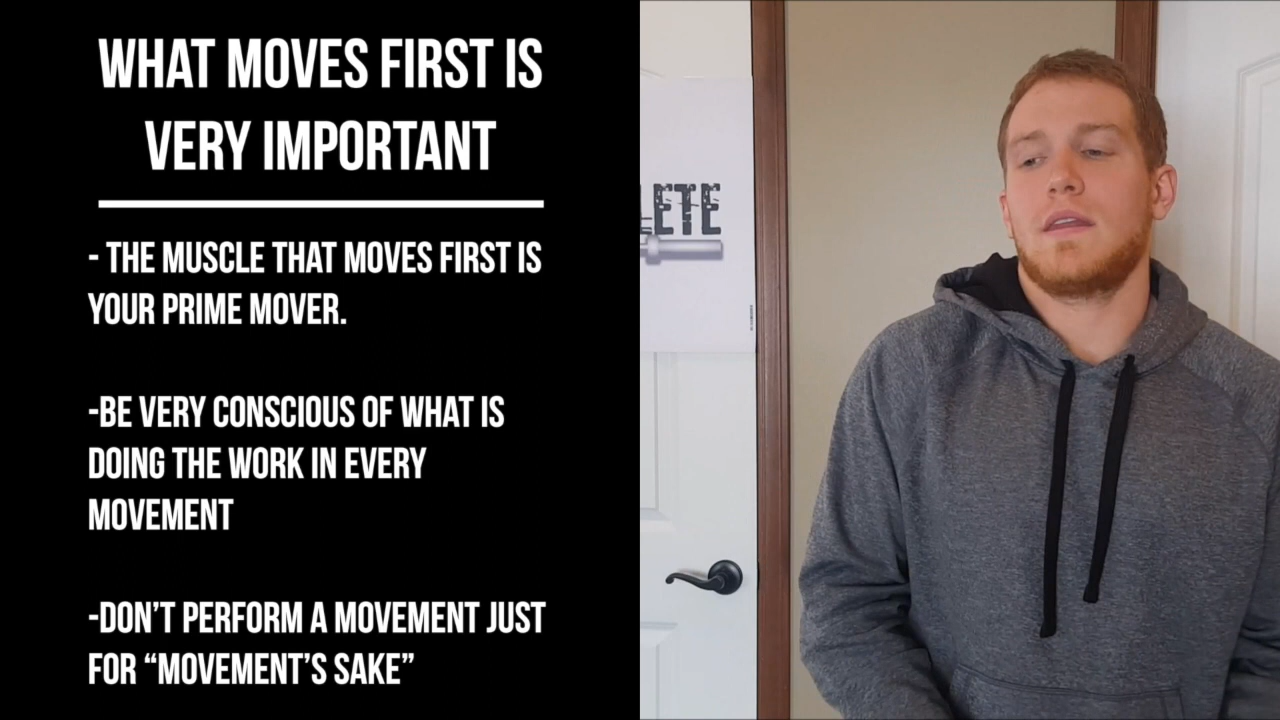 WHAT MOVES FIRST IS
VERY IMPORTANT
- THE MUSCLE THAT MOVES FIRST IS
YOUR PRIME MOVER.
-BE VERY CONSCIOUS OF WHAT IS
DOING THE WORK IN EVERY
MOVEMENT
-DON'T PERFORM A MOVEMENT JUST
FOR “MOVEMENT'S SAKE”
LETE